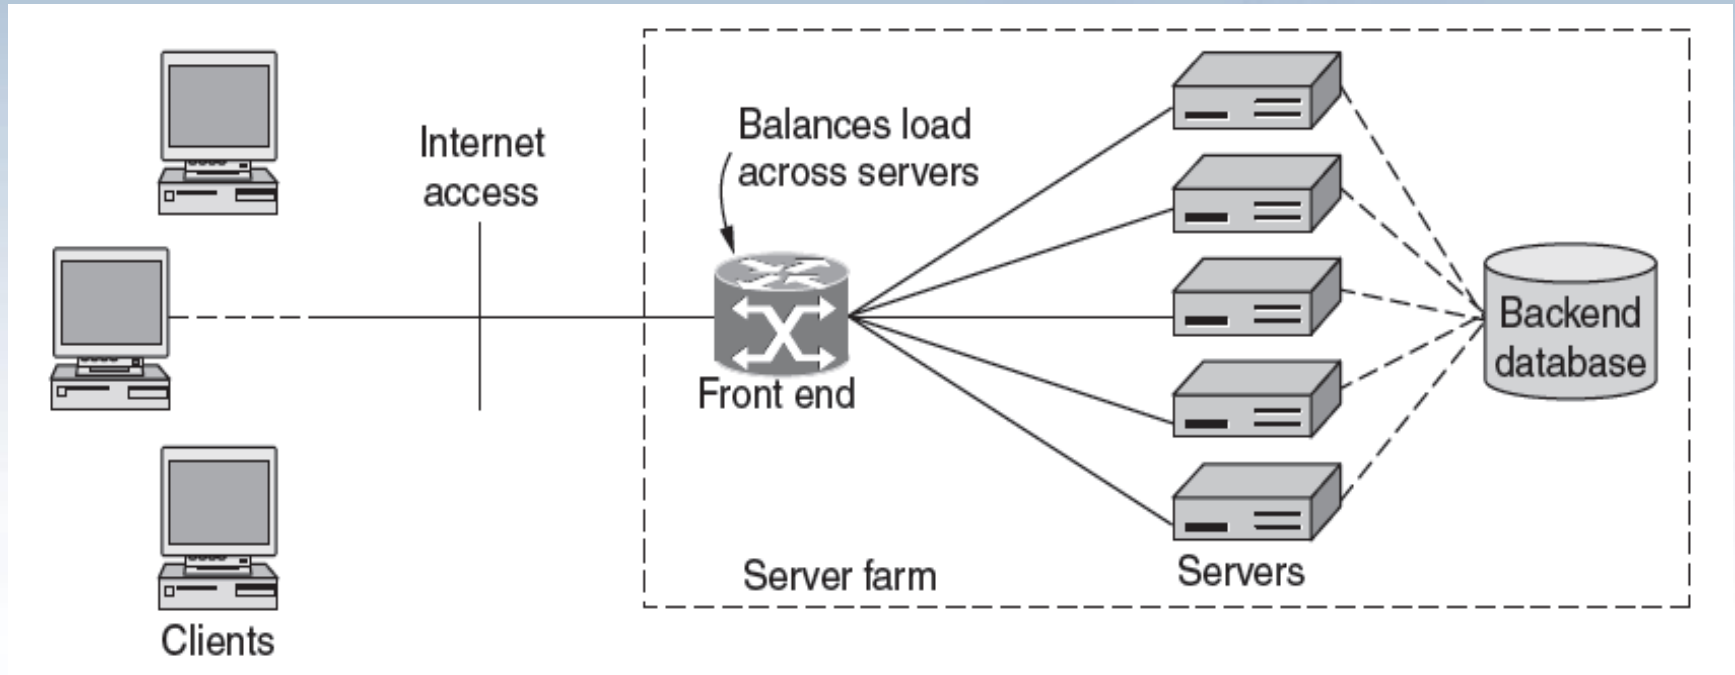 Internet
access
Balances load
across servers
Front end
Backend
database
Server farm
Servers
Clients